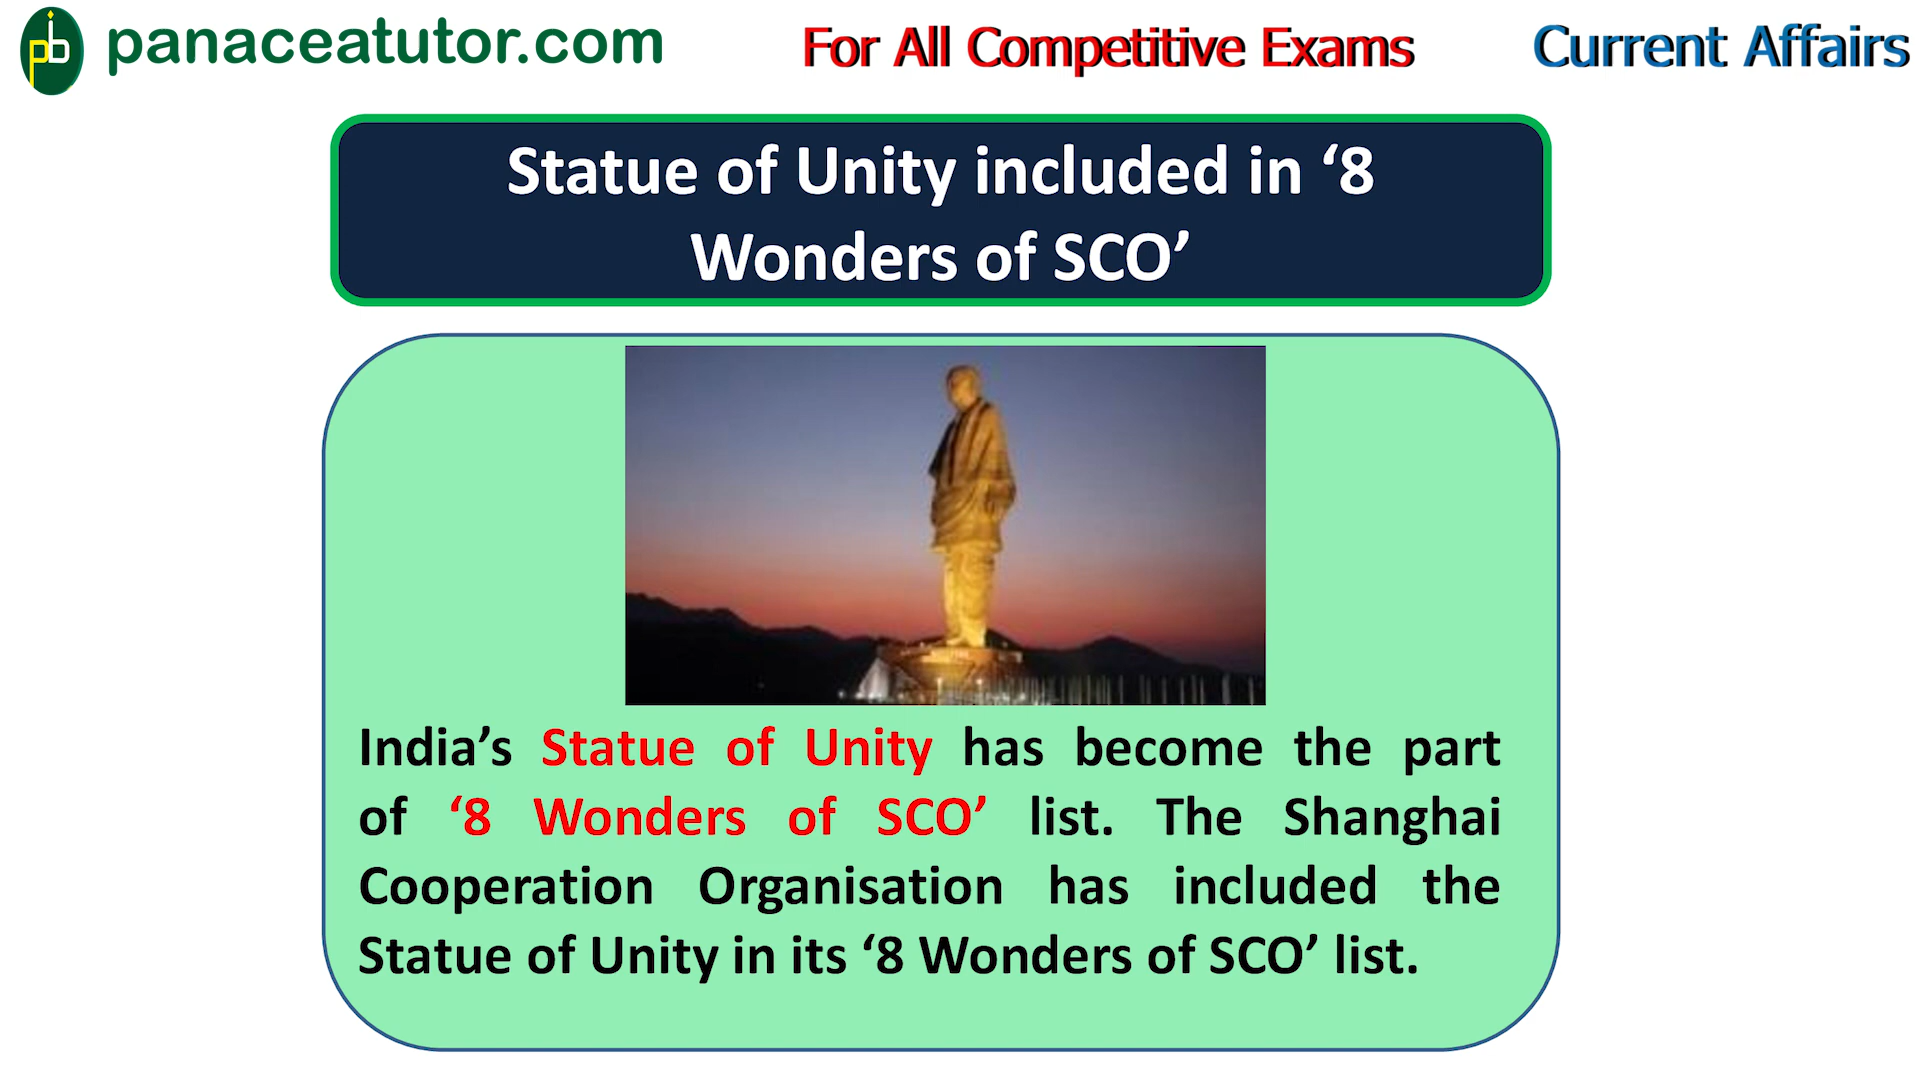 pb panaceatutor.com For All Competitive Exams Current Affairs
Statue of Unity included in ‘8
Wonders of SCO’
India’s Statue of Unity has become the part
of ‘8 Wonders of SCO’ list. The Shanghai
Cooperation Organisation has included the
Statue of Unity in its ‘8 Wonders of SCO’ list.